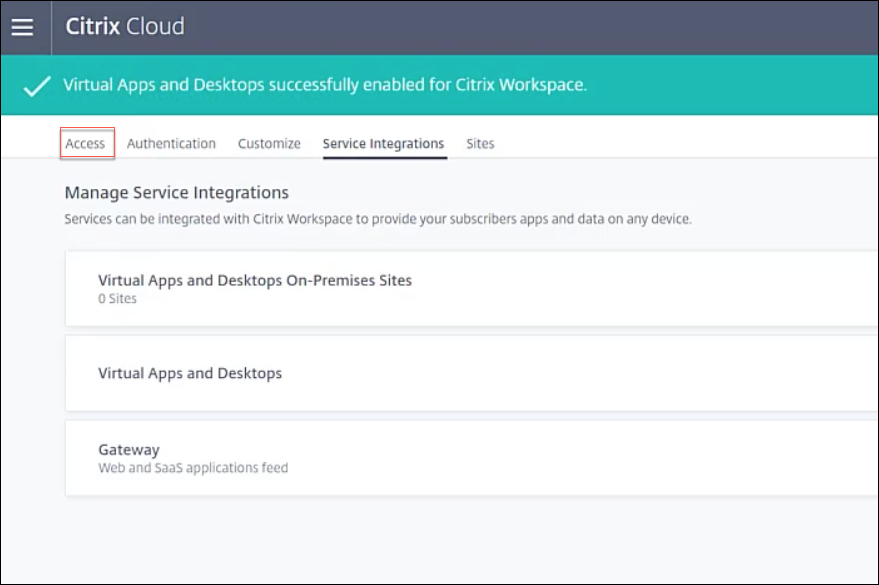 Citrix Cloud
Virtual Apps and Desktops successfully enabled for Citrix Workspace.
Access Authentication Customize Service Integrations Sites
Manage Service Integrations
Services can be integrated with Citrix Workspace to provide your subscribers apps and data on any device.
Virtual Apps and Desktops On-Premises Sites
0 Sites
Virtual Apps and Desktops
Gateway
Web and SaaS applications feed